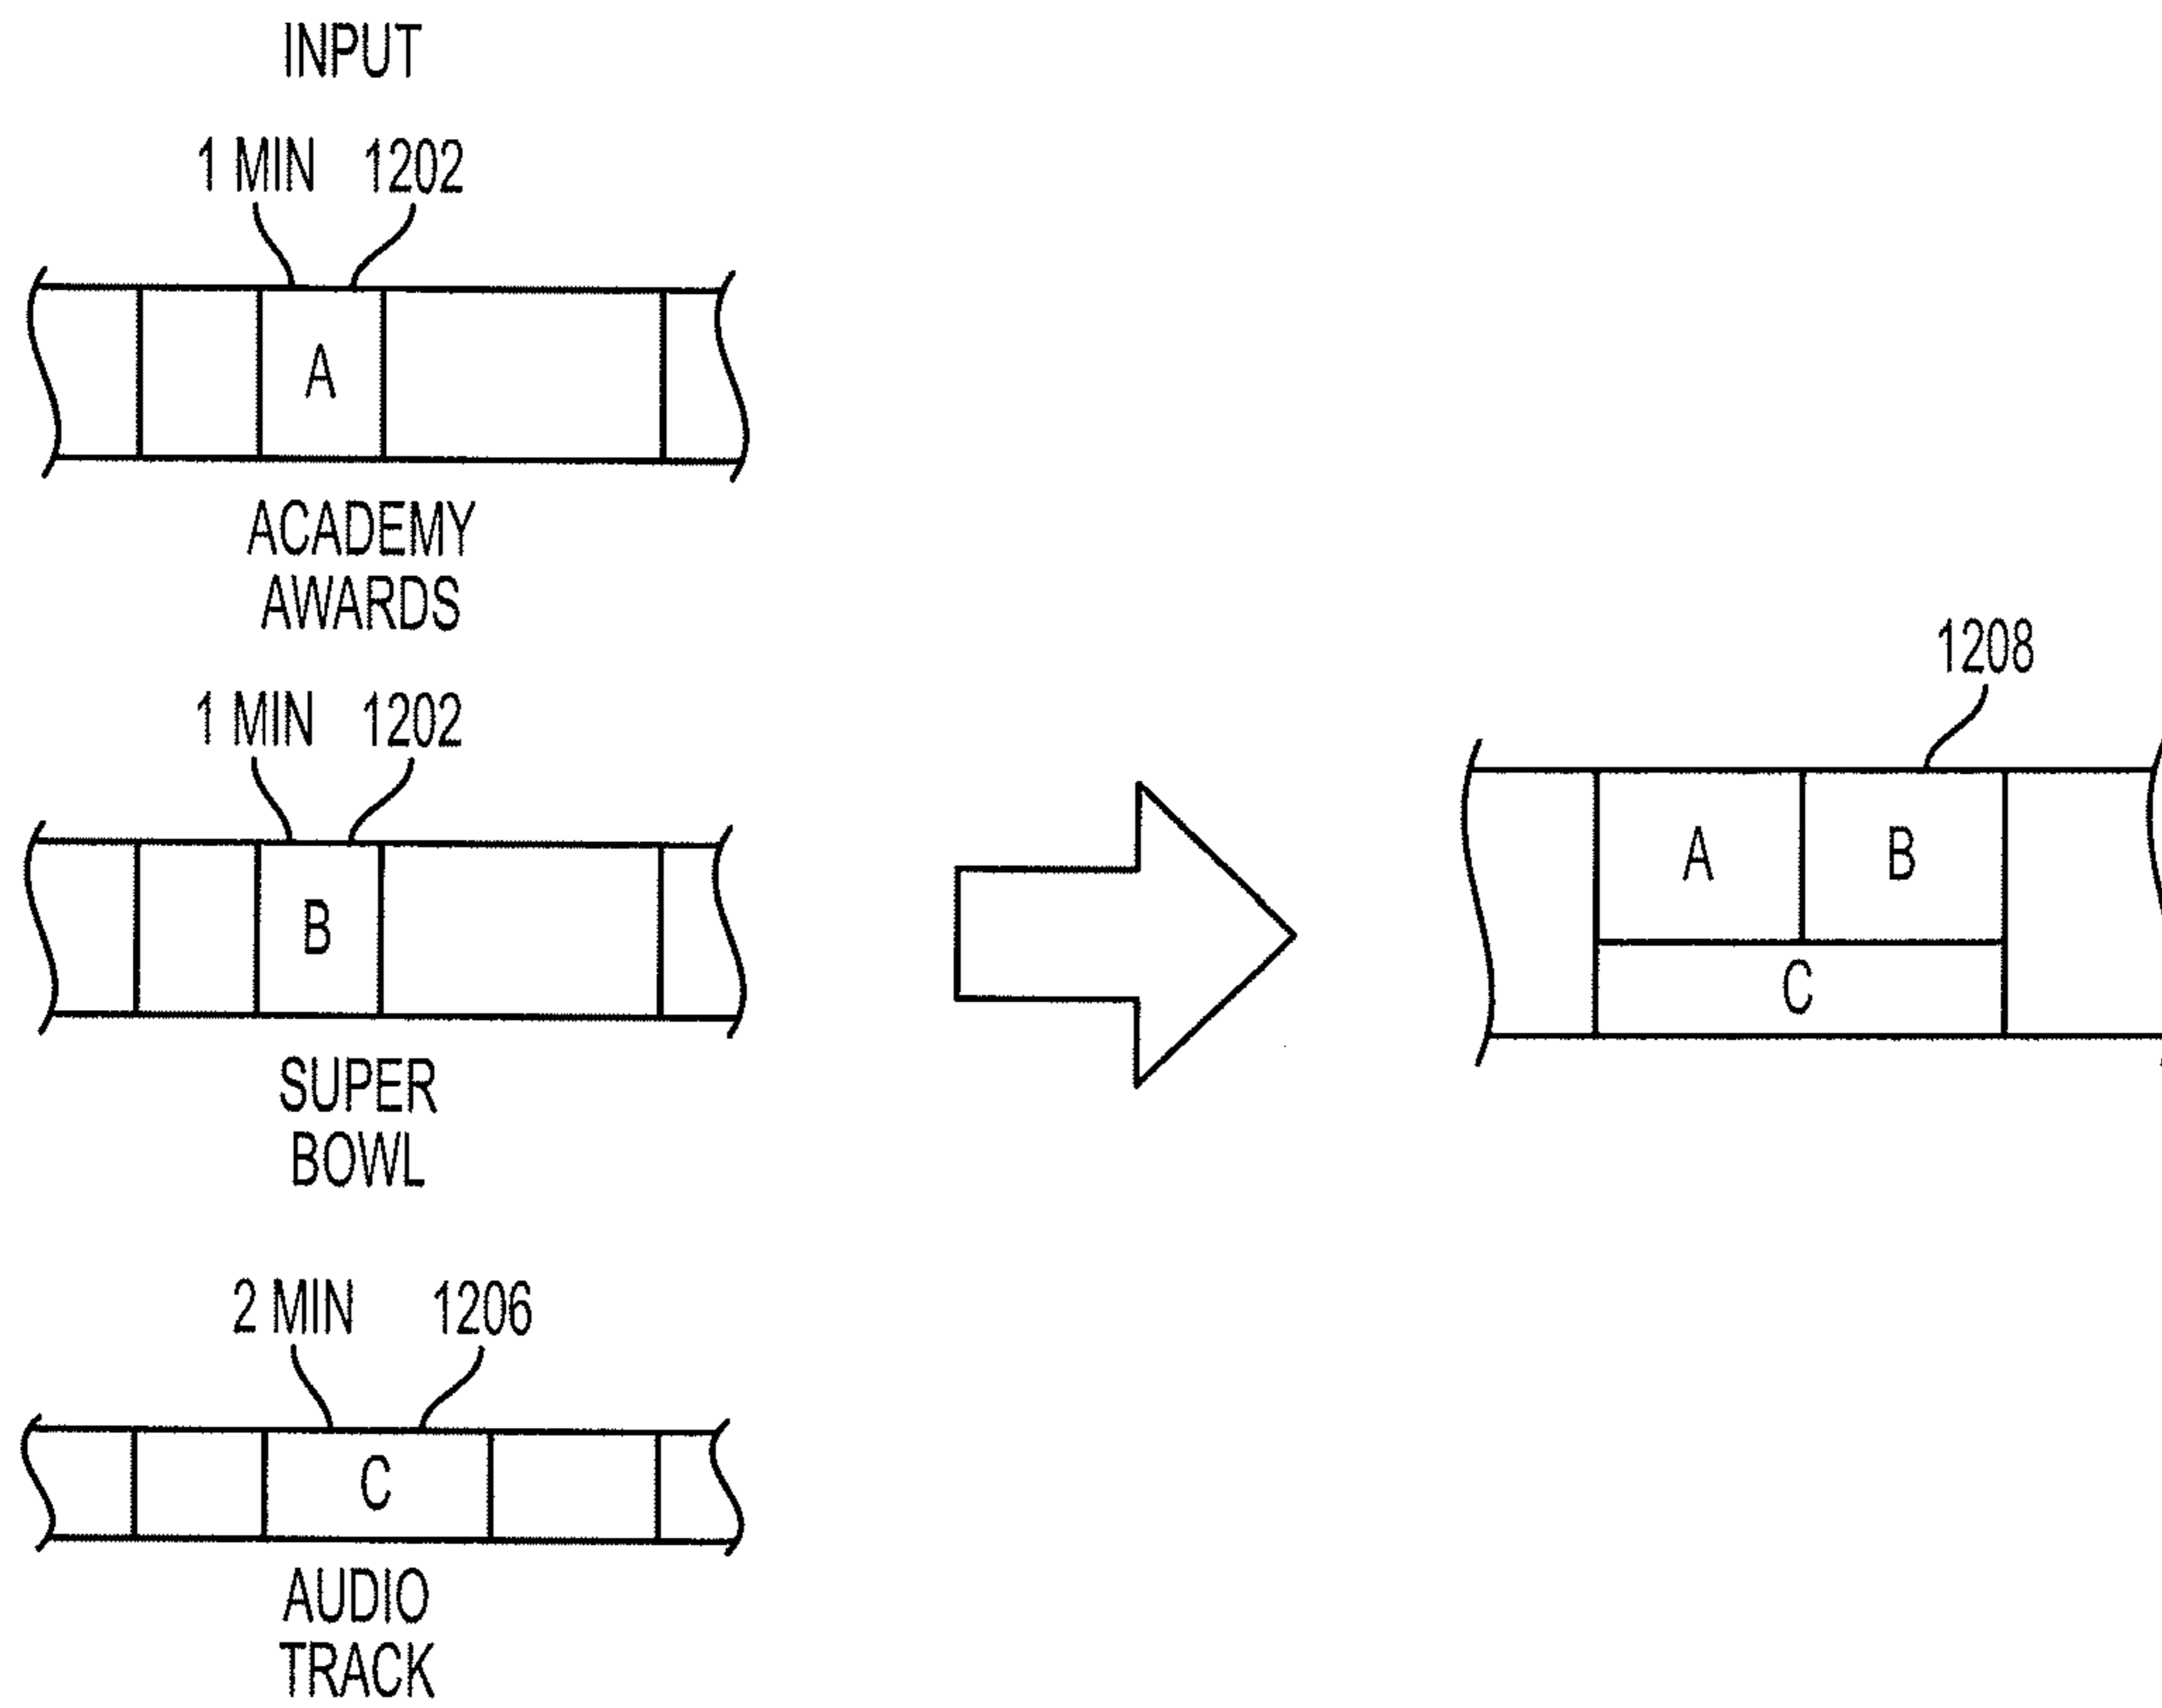 INPUT
1 MIN 1202
A
ACADEMY
AWARDS
1 MIN 1202
B
SUPER
BOWL
2 MIN 1206
C
AUDIO
TRACK
1208
A B
C